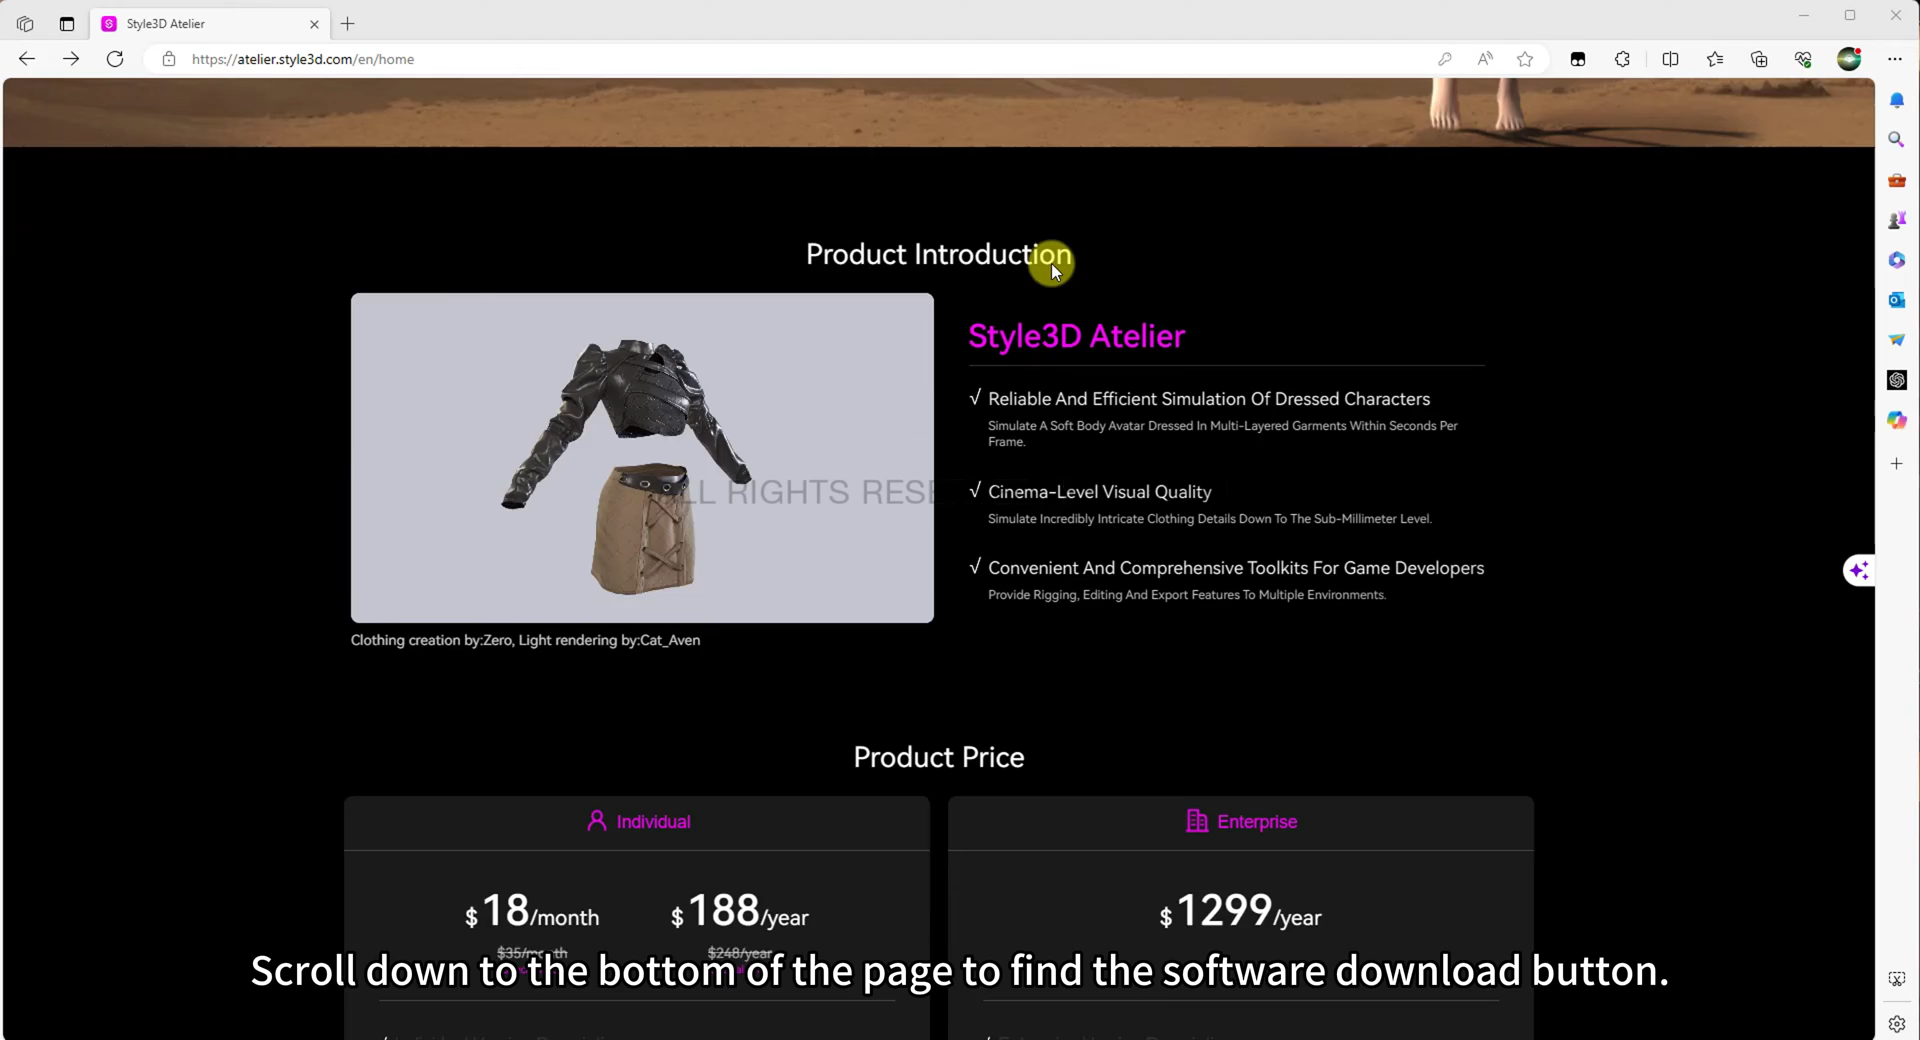 Style3D Atelier
https://atelier.style3d.com/en/home
Product Introduction
Style3D Atelier
√ Reliable And Efficient Simulation Of Dressed Characters
Simulate A Soft Body Avatar Dressed In Multi-Layered Garments Within Seconds Per
Frame.
ALL RIGHTS RESE
√ Cinema-Level Visual Quality
Simulate Incredibly Intricate Clothing Details Down To The Sub-Millimeter Level.
√ Convenient And Comprehensive Toolkits For Game Developers
Provide Rigging, Editing And Export Features To Multiple Environments.
Clothing creation by:Zero, Light rendering by:Cat_Aven
Product Price
Individual
Enterprise
$18/month
$188/year
$1299/year
$35/month
$248/year
Scroll down to the bottom of the page to find the software download button.